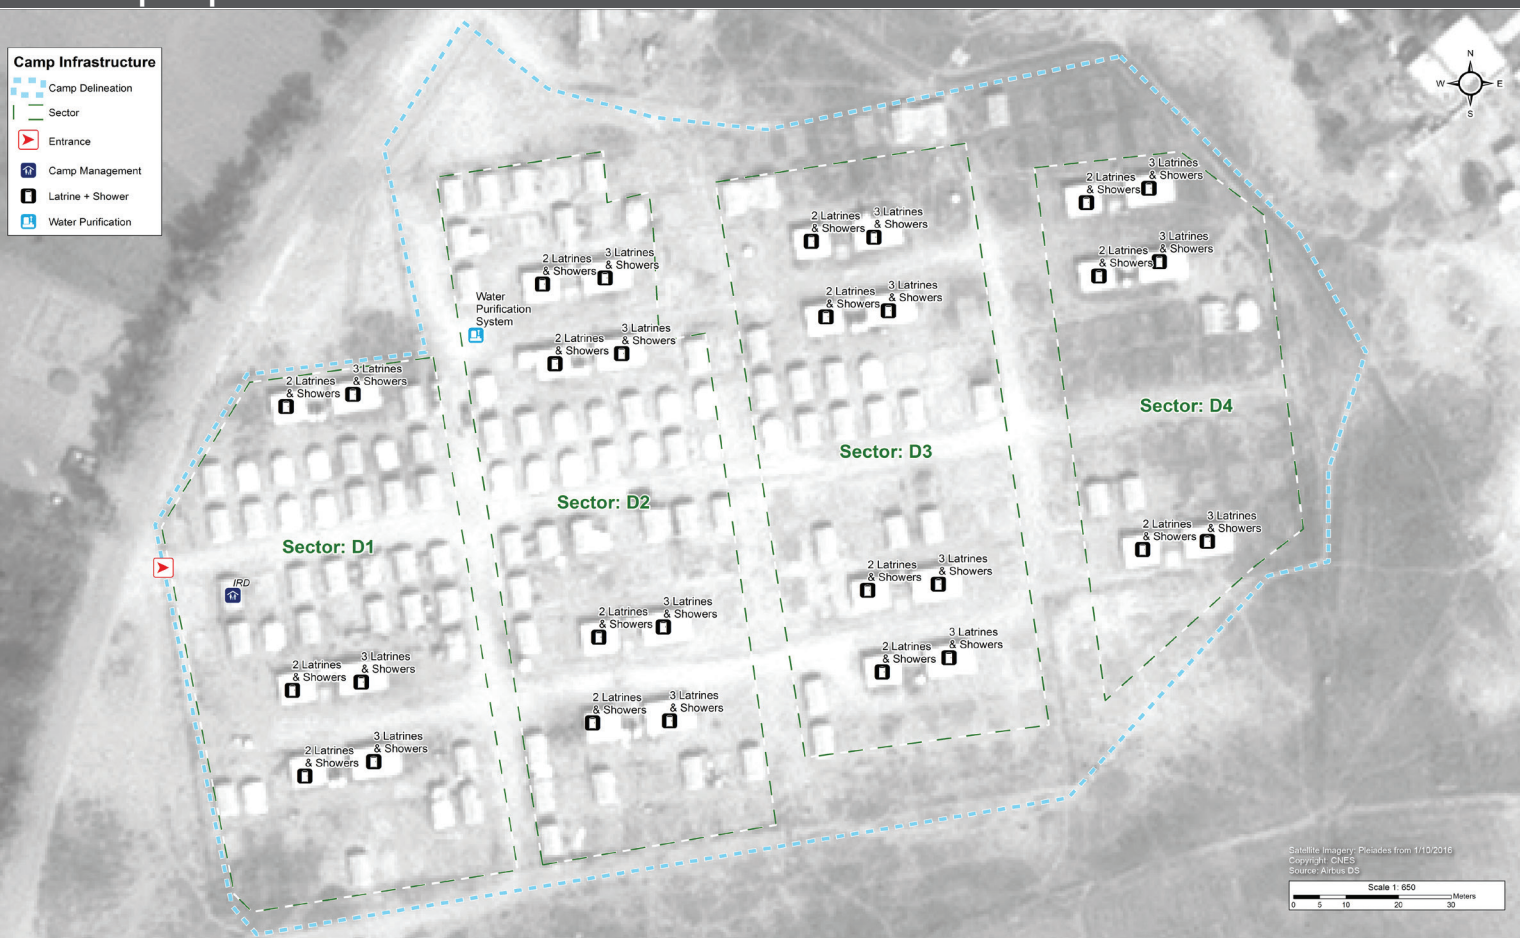 Camp Infrastructure
Camp Delineation
Sector
Entrance
Camp Management
Latrine + Shower
Water Purification
N
W
E
S
3 Latrines
& Showers
2 Latrines
& Showers
3 Latrines
& Showers
2 Latrines
& Showers
3 Latrines
& Showers
2 Latrines
& Showers
3 Latrines
& Showers
2 Latrines
& Showers
3 Latrines
& Showers
2 Latrines
& Showers
Water
Purification
System
3 Latrines
& Showers
2 Latrines
& Showers
3 Latrines
& Showers
2 Latrines
& Showers
Sector: D4
Sector: D3
Sector: D2
Sector: D1
3 Latrines
& Showers
2 Latrines
& Showers
3 Latrines
& Showers
2 Latrines
& Showers
IRD
3 Latrines
& Showers
2 Latrines
& Showers
3 Latrines
& Showers
2 Latrines
& Showers
3 Latrines
& Showers
2 Latrines
& Showers
3 Latrines
& Showers
2 Latrines
& Showers
3 Latrines
& Showers
2 Latrines
& Showers
Satellite Imagery: Pleiades from 1/10/2016
Copyright: CNES
Source: Airbus DS
Scale 1: 650
Meters
0 5 10 20 30